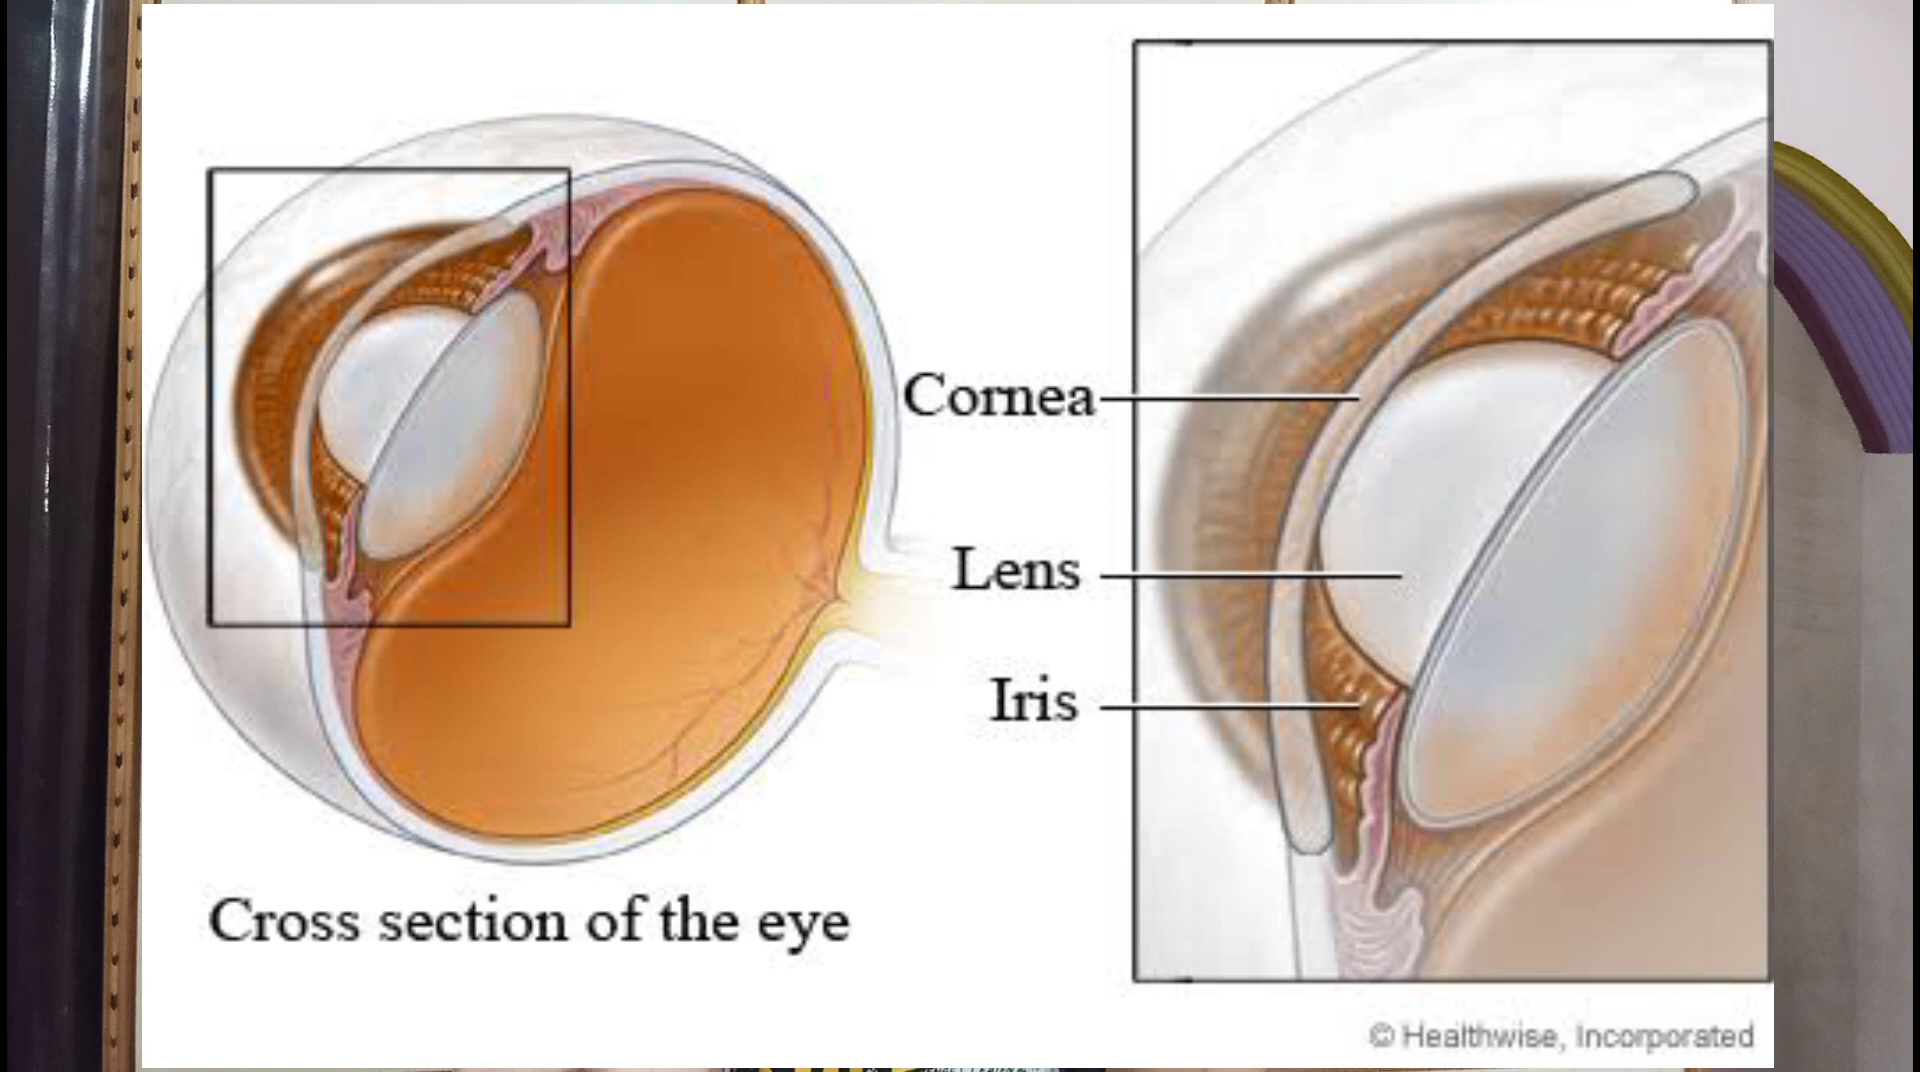 Cornea
Lens
Iris
Cross section of the eye
© Healthwise, Incorporated